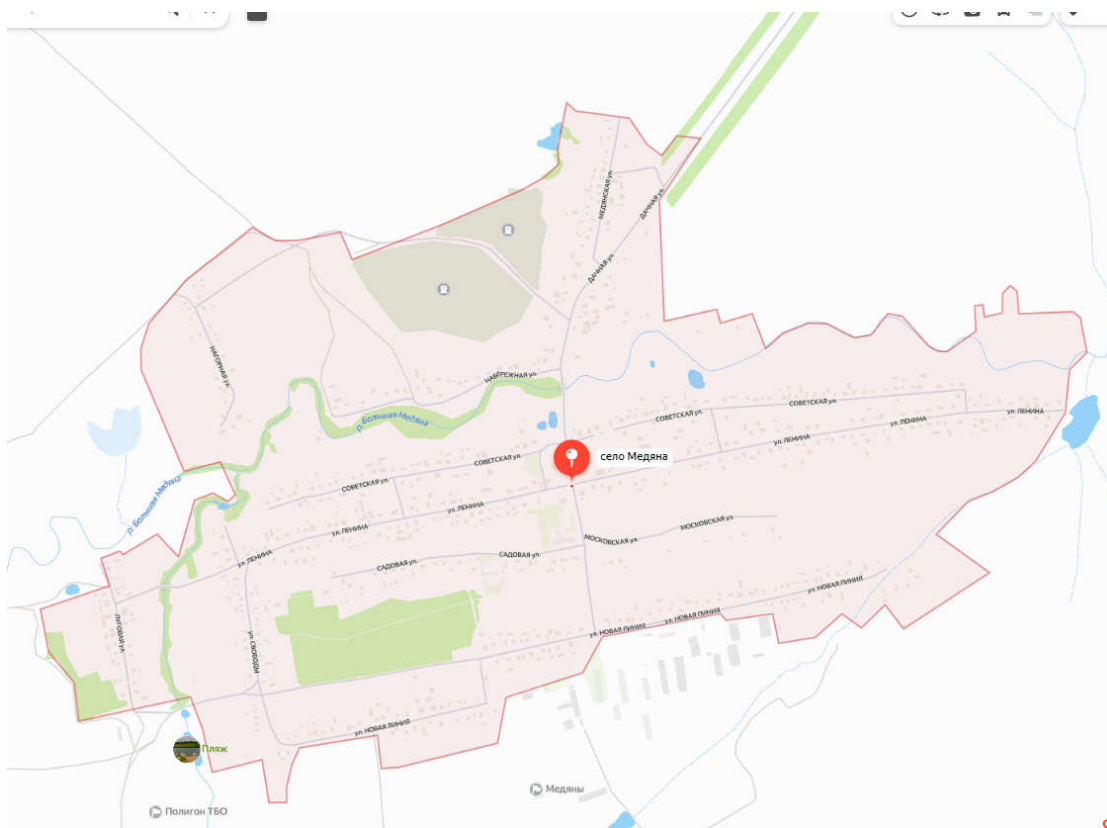 МЕДЯНСКАЯ ул.
ДАЧНАЯ ул.
ДАЧНАЯ ул.
НАГОРНАЯ ул.
НАБЕРЕЖНАЯ ул.
р. Большая Медяна
СОВЕТСКАЯ ул.
СОВЕТСКАЯ ул.
ул. ЛЕНИНА
ул. ЛЕНИНА
село Медяна
СОВЕТСКАЯ ул.
СОВЕТСКАЯ ул.
р. Большая Медяна
ул. ЛЕНИНА
ул. ЛЕНИНА
ул. ЛЕНИНА
МОСКОВСКАЯ ул.
МОСКОВСКАЯ ул.
САДОВАЯ ул.
САДОВАЯ ул.
ул. НОВАЯ ЛИНИЯ
ул. НОВАЯ ЛИНИЯ
ул. НОВАЯ ЛИНИЯ
ЛУГОВАЯ ул.
ул. СВОБОДЫ
ул. НОВАЯ ЛИНИЯ
Пляж
Медяны
Полигон ТБО